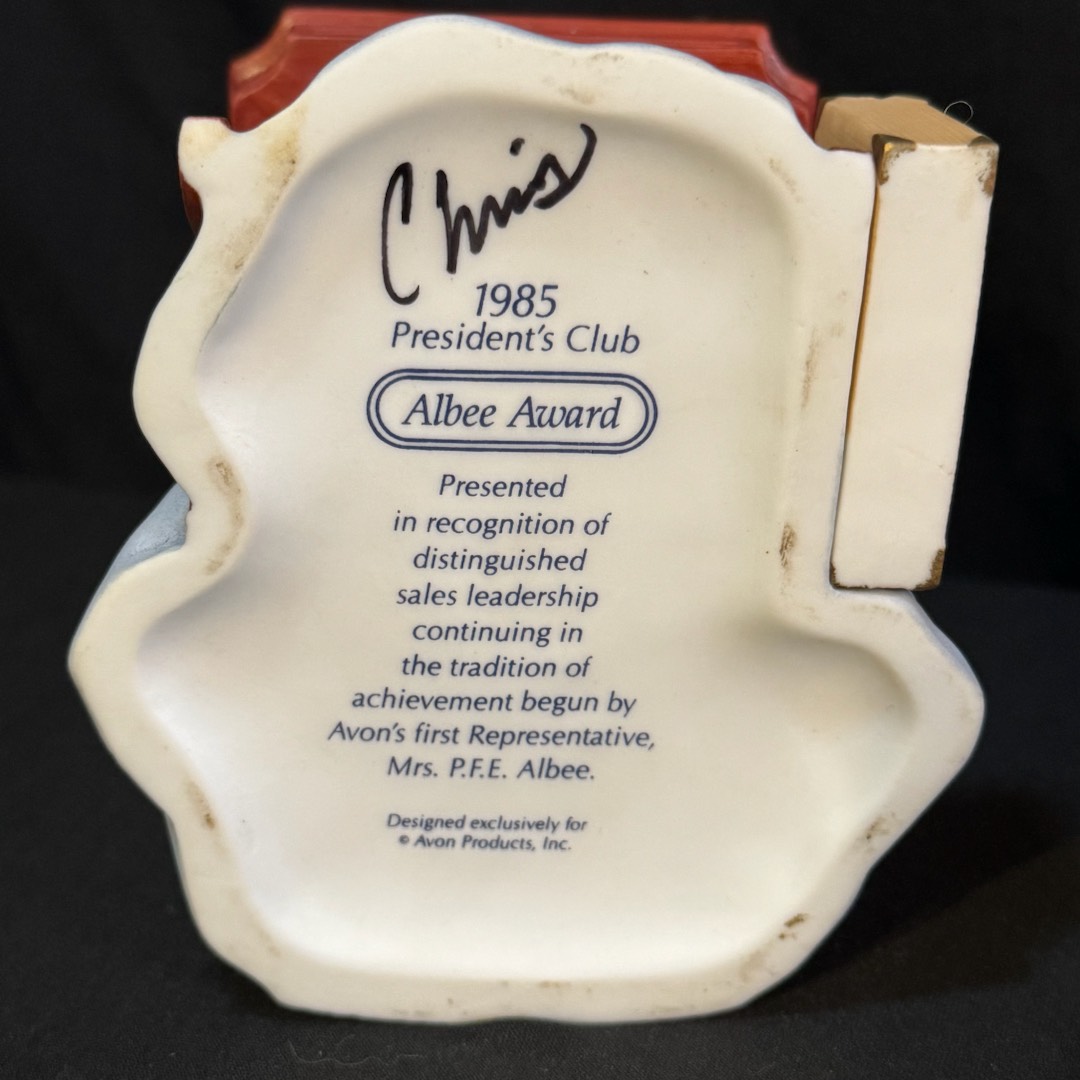 Chris
1985
President's Club
Albee Award
Presented
in recognition of
distinguished
sales leadership
continuing in
the tradition of
achievement begun by
Avon's first Representative,
Mrs. P.F.E. Albee.
Designed exclusively for
© Avon Products, Inc.